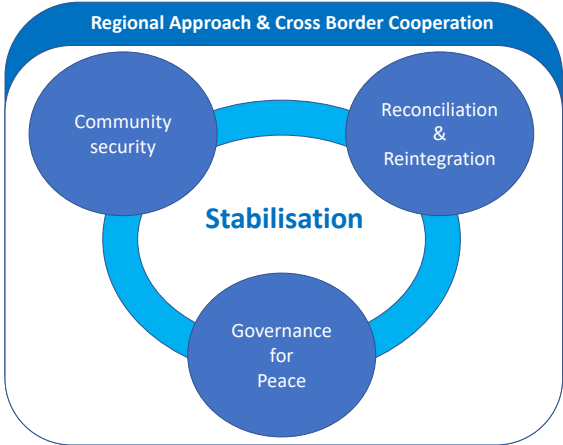 Regional Approach & Cross Border Cooperation
Community
security
Reconciliation
&
Reintegration
Stabilisation
Governance
for
Peace